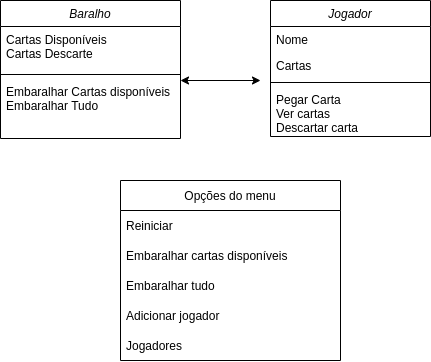 Baralho
Cartas Disponíveis
Cartas Descarte
Embaralhar Cartas disponíveis
Embaralhar Tudo
Jogador
Nome
Cartas
Pegar Carta
Ver cartas
Descartar carta
Opções do menu
Reiniciar
Embaralhar cartas disponíveis
Embaralhar tudo
Adicionar jogador
Jogadores